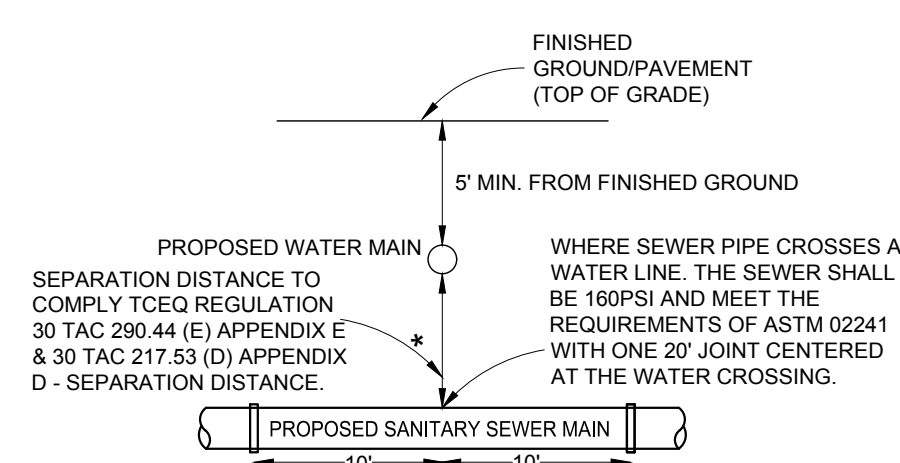 FINISHED
GROUND/PAVEMENT
(TOP OF GRADE)
5' MIN. FROM FINISHED GROUND
PROPOSED WATER MAIN
SEPARATION DISTANCE TO
COMPLY TCEQ REGULATION
30 TAC 290.44 (E) APPENDIX E
& 30 TAC 217.53 (D) APPENDIX
D - SEPARATION DISTANCE.
*
WHERE SEWER PIPE CROSSES A
WATER LINE. THE SEWER SHALL
BE 160PSI AND MEET THE
REQUIREMENTS OF ASTM 02241
WITH ONE 20' JOINT CENTERED
AT THE WATER CROSSING.
PROPOSED SANITARY SEWER MAIN
10' 10'